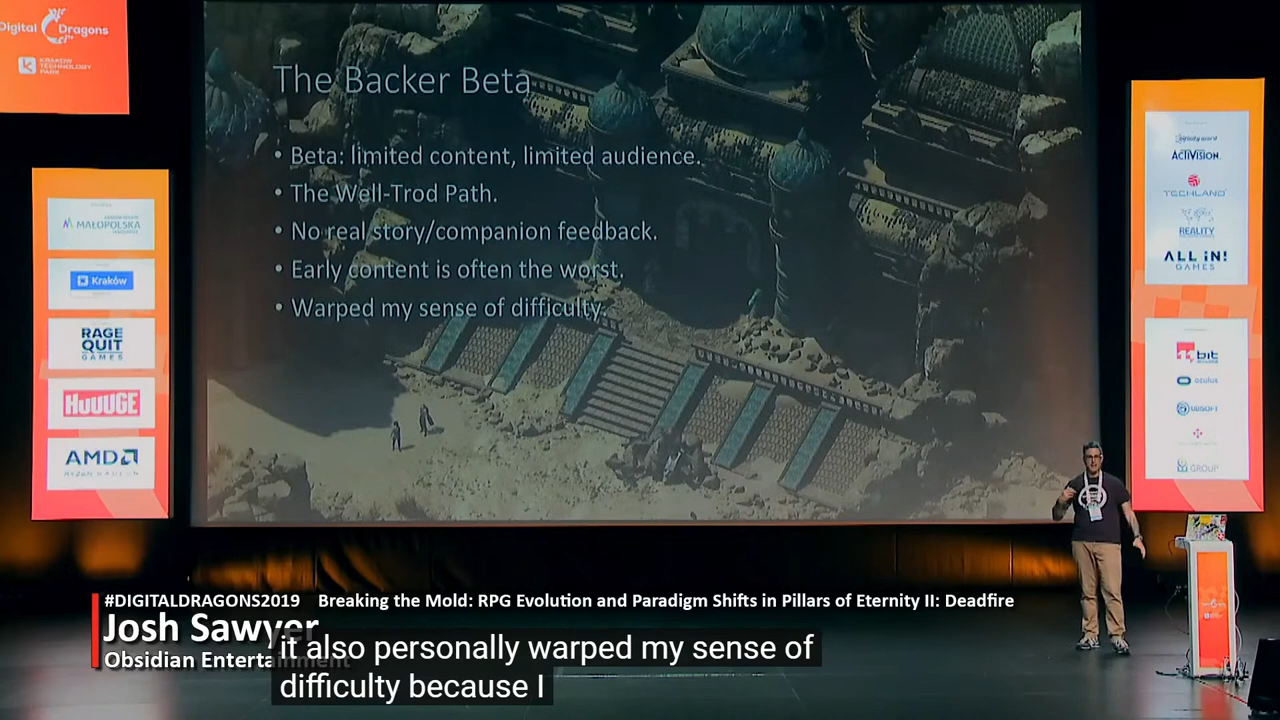 Digital Dragons
KRAKOW
TECHNOLOGY
PARK
The Backer Beta
• Beta: limited content, limited audience.
• The Well-Trod Path.
• No real story/companion feedback.
• Early content is often the worst.
• Warped my sense of difficulty.
MAŁOPOLSKA
Kraków
RAGE
QUIT
GAMES
HUUUGE
AMD
RYZEN RADEON
ACTIVISION
TECHLAND
REALITY
ALL IN!
GAMES
11 bit
oculus
UBISOFT
GROUP
#DIGITALDRAGONS2019 Breaking the Mold: RPG Evolution and Paradigm Shifts in Pillars of Eternity II: Deadfire
Josh Sawyer
Obsidian Entertainment
it also personally warped my sense of
difficulty because I